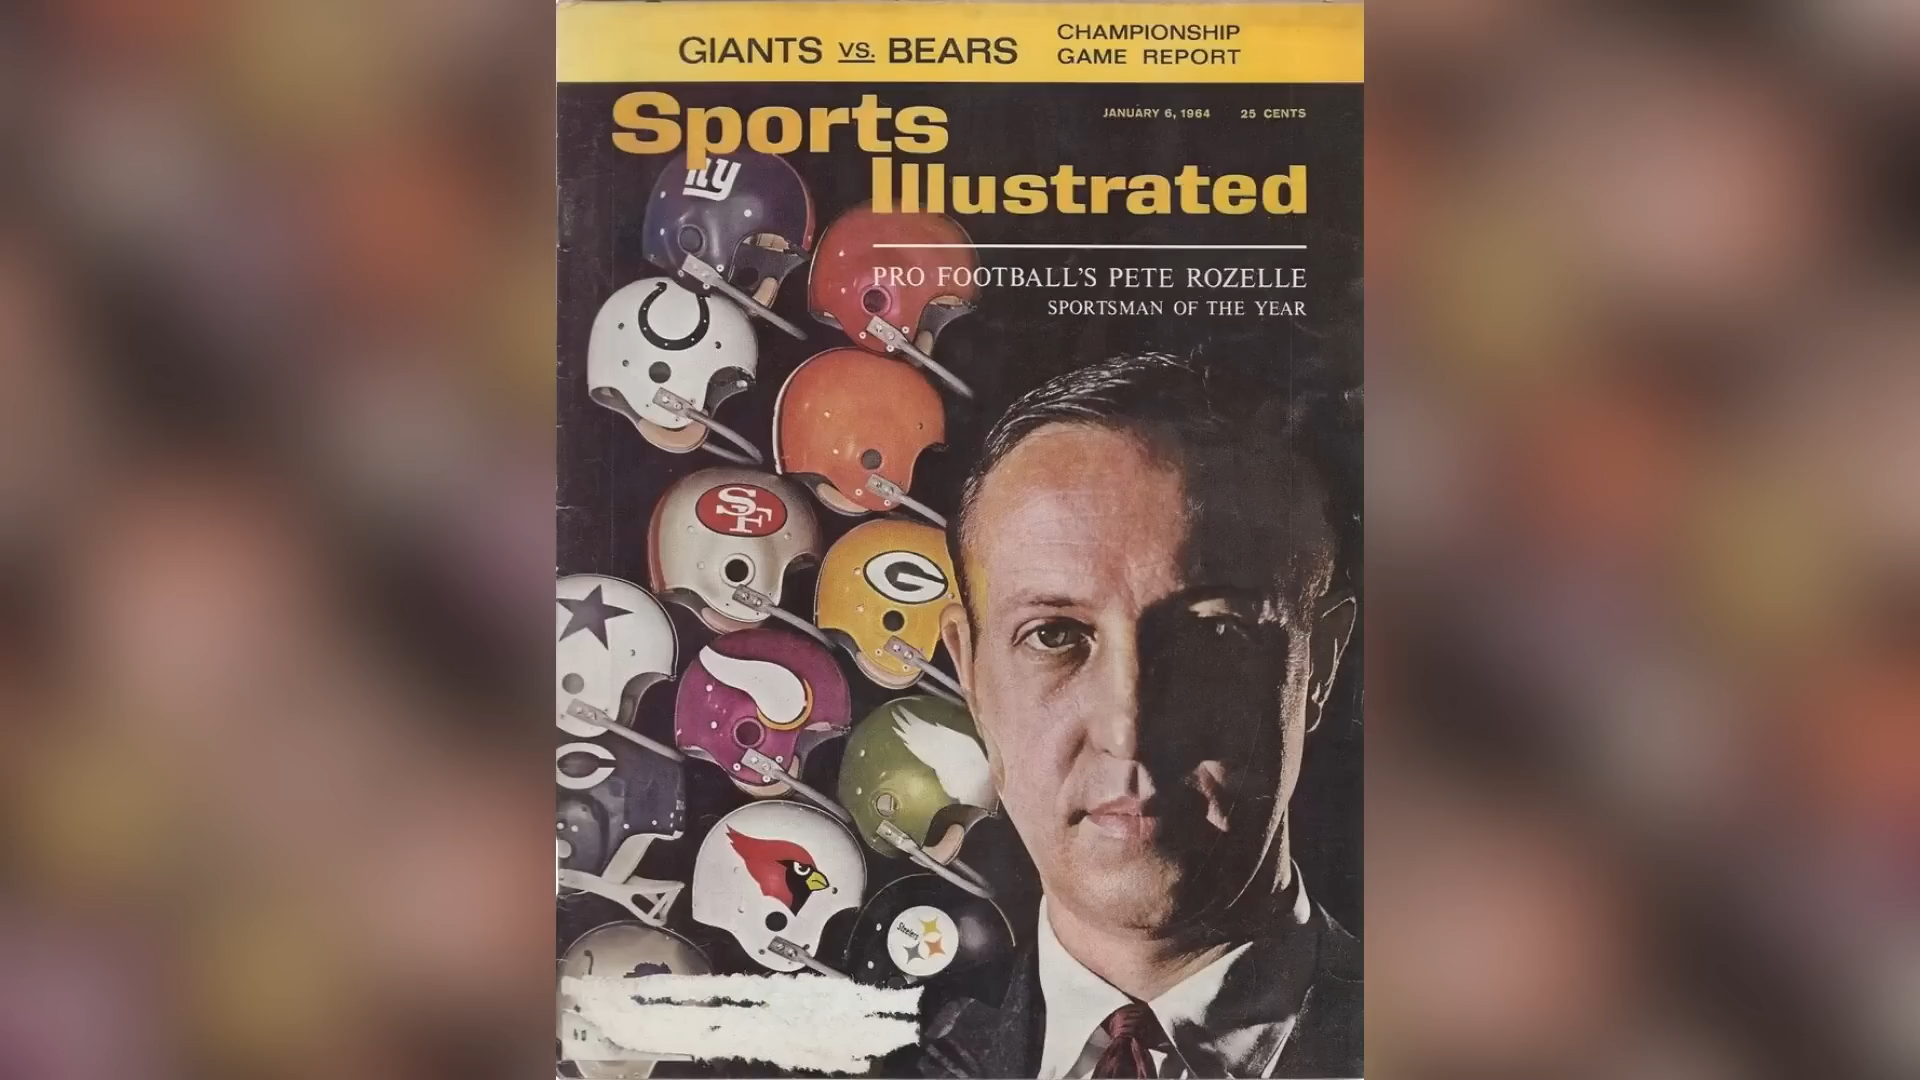 GIANTS VS. BEARS
CHAMPIONSHIP
GAME REPORT
Sports
Illustrated
JANUARY 6, 1964 25 CENTS
PRO FOOTBALL'S PETE ROZELLE
SPORTSMAN OF THE YEAR
ny
SF
G
C
Steelers